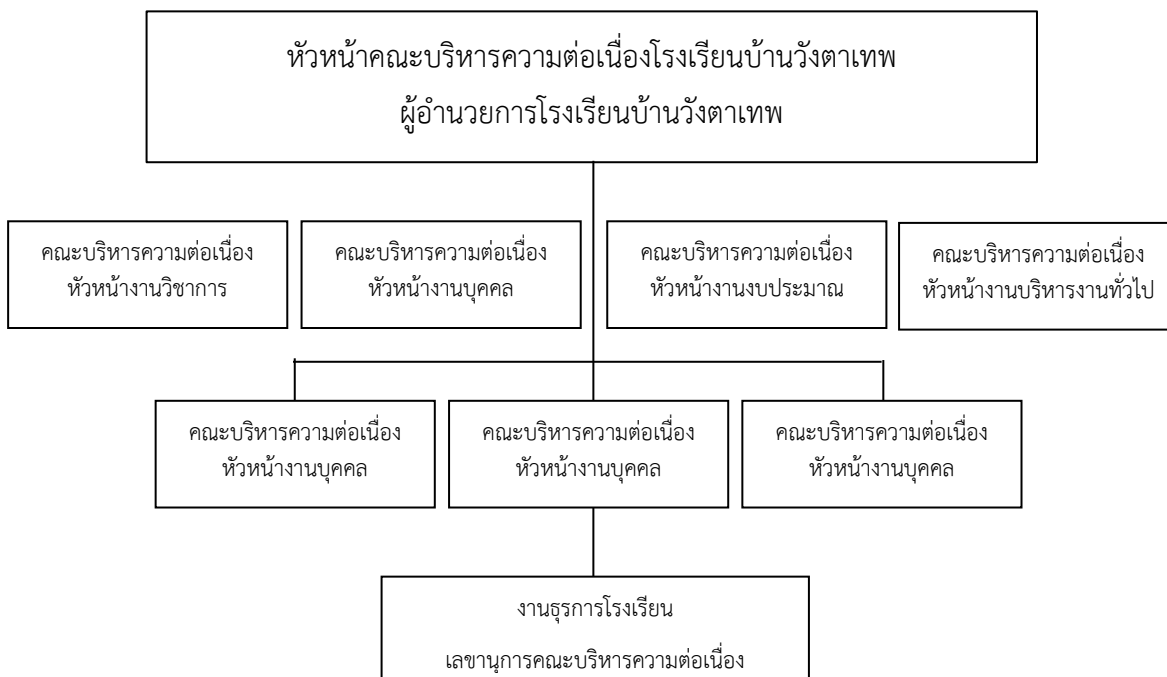 หัวหน้าคณะบริหารความต่อเนื่องโรงเรียนบ้านวังตาเทพ
ผู้อำนวยการโรงเรียนบ้านวังตาเทพ
คณะบริหารความต่อเนื่อง
หัวหน้างานวิชาการ
คณะบริหารความต่อเนื่อง
หัวหน้างานบุคคล
คณะบริหารความต่อเนื่อง
หัวหน้างานงบประมาณ
คณะบริหารความต่อเนื่อง
หัวหน้างานบริหารงานทั่วไป
คณะบริหารความต่อเนื่อง
หัวหน้างานบุคคล
คณะบริหารความต่อเนื่อง
หัวหน้างานบุคคล
คณะบริหารความต่อเนื่อง
หัวหน้างานบุคคล
งานธุรการโรงเรียน
เลขานุการคณะบริหารความต่อเนื่อง